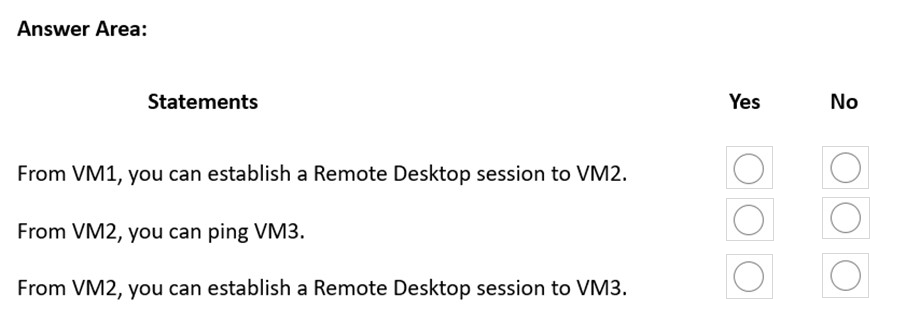 Answer Area:
Statements Yes No
From VM1, you can establish a Remote Desktop session to VM2.
From VM2, you can ping VM3.
From VM2, you can establish a Remote Desktop session to VM3.